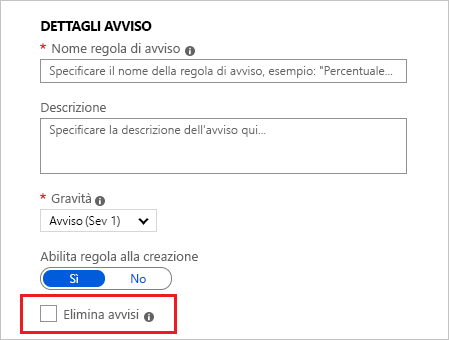 DETTAGLI AVVISO
* Nome regola di avviso
Specificare il nome della regola di avviso, esempio: "Percentuale...
Descrizione
Specificare la descrizione dell'avviso qui...
* Gravità
Avviso (Sev 1)
Abilita regola alla creazione
Sì No
Elimina avvisi